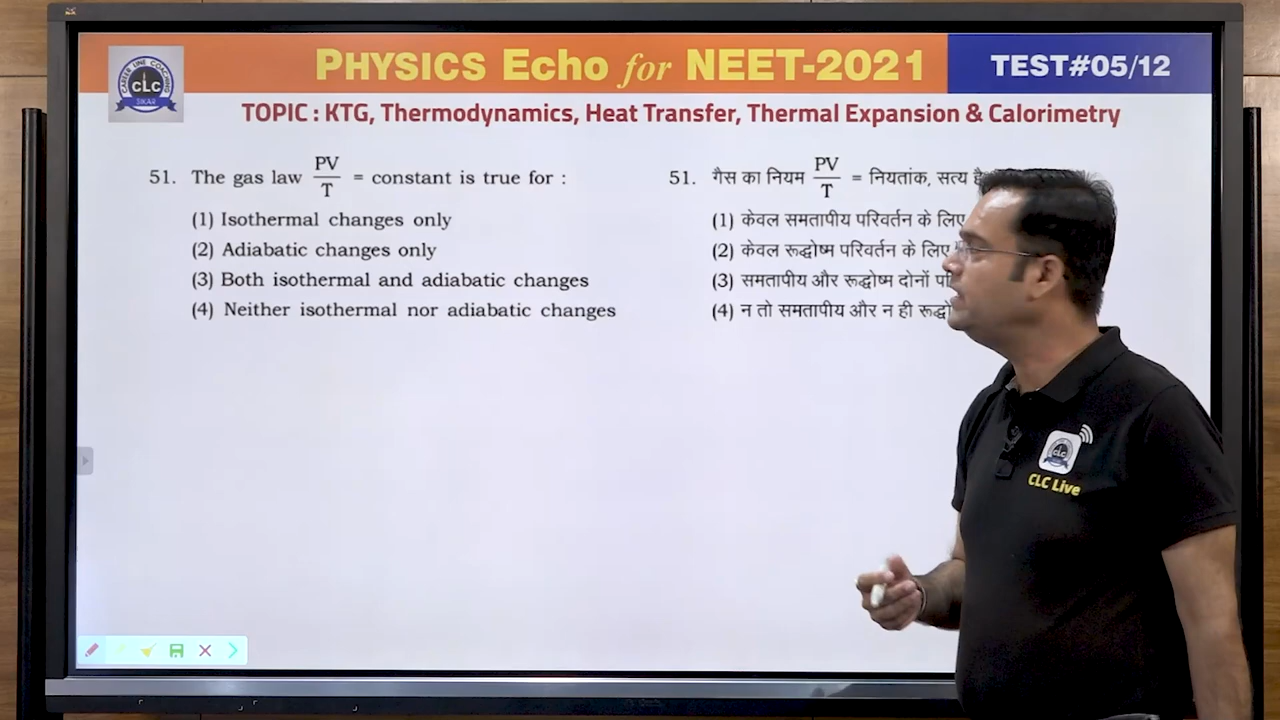 PHYSICS Echo for NEET-2021
TEST#05/12
CLC
SIKAR
TOPIC : KTG, Thermodynamics, Heat Transfer, Thermal Expansion & Calorimetry
51. The gas law PV/T = constant is true for :
(1) Isothermal changes only
(2) Adiabatic changes only
(3) Both isothermal and adiabatic changes
(4) Neither isothermal nor adiabatic changes
51. गैस का नियम PV/T = नियतांक, सत्य
(1) केवल समतापीय परिवर्तन के लिए
(2) केवल रूद्धोष्म परिवर्तन के लिए
(3) समतापीय और रूद्धोष्म दोनों
(4) न तो समतापीय और न ही
CLC
CLC Live